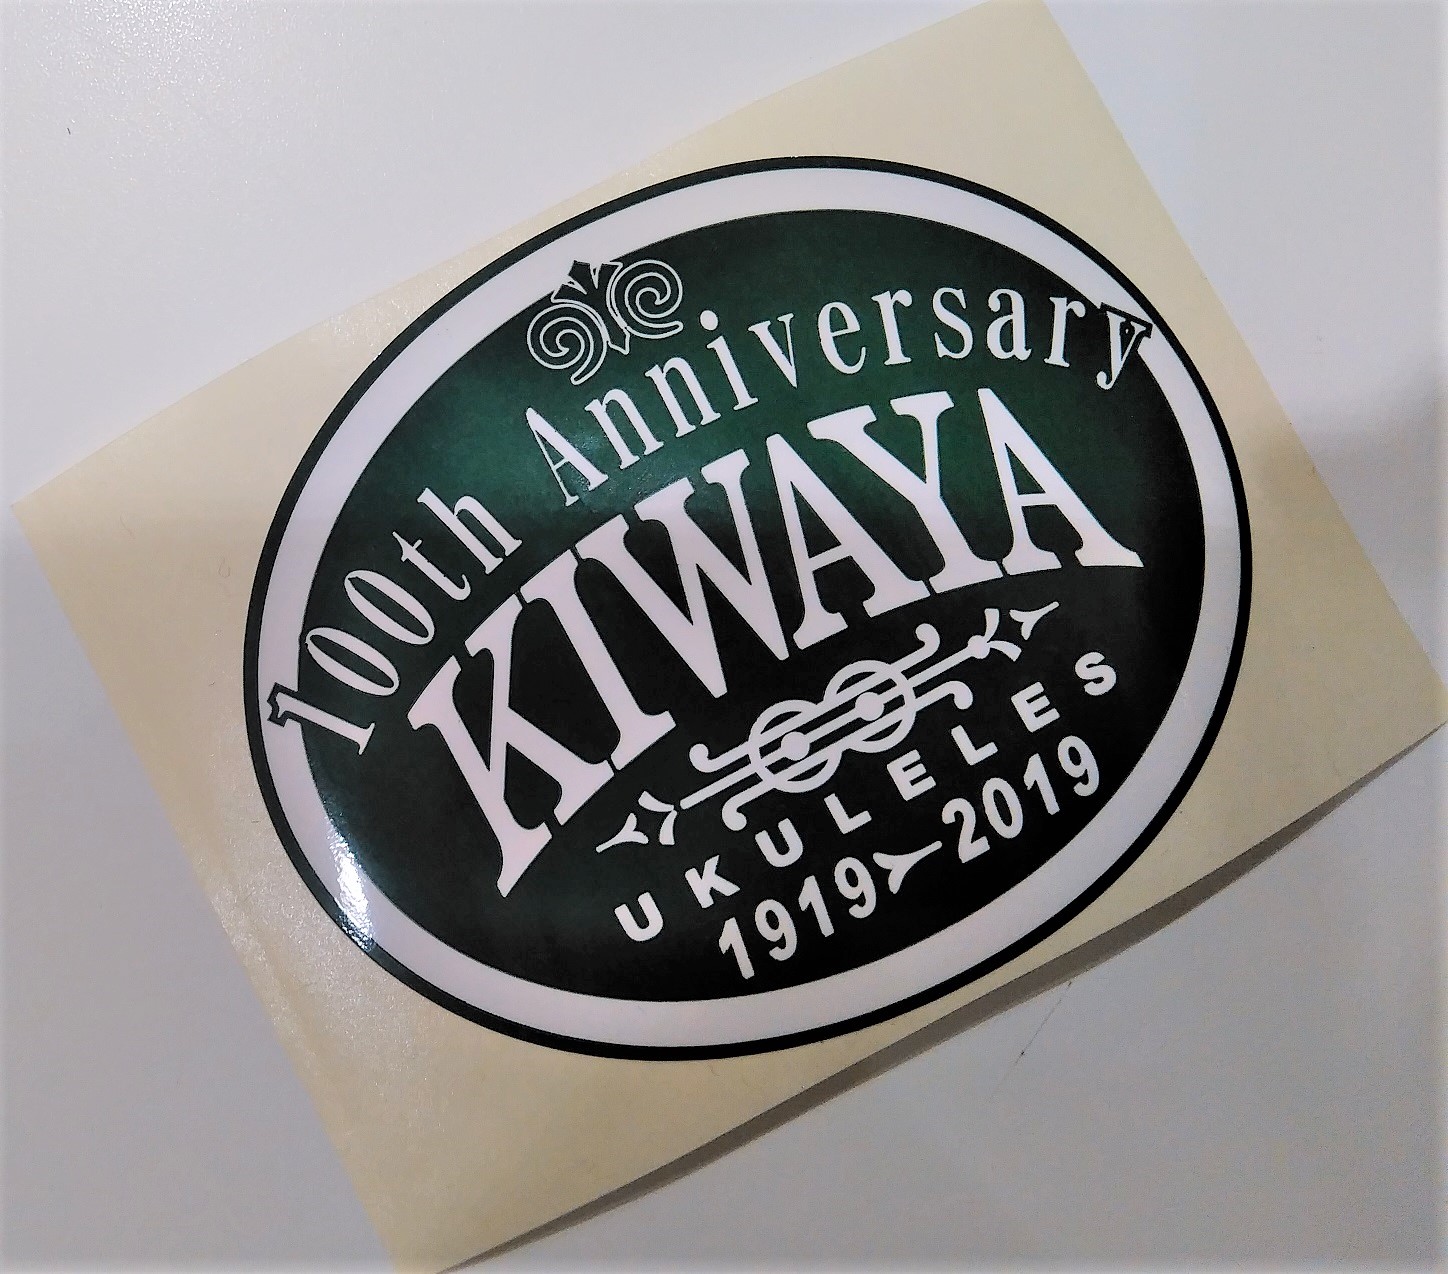 100th Anniversary
KIWAYA
UKULELES
1919>-2019